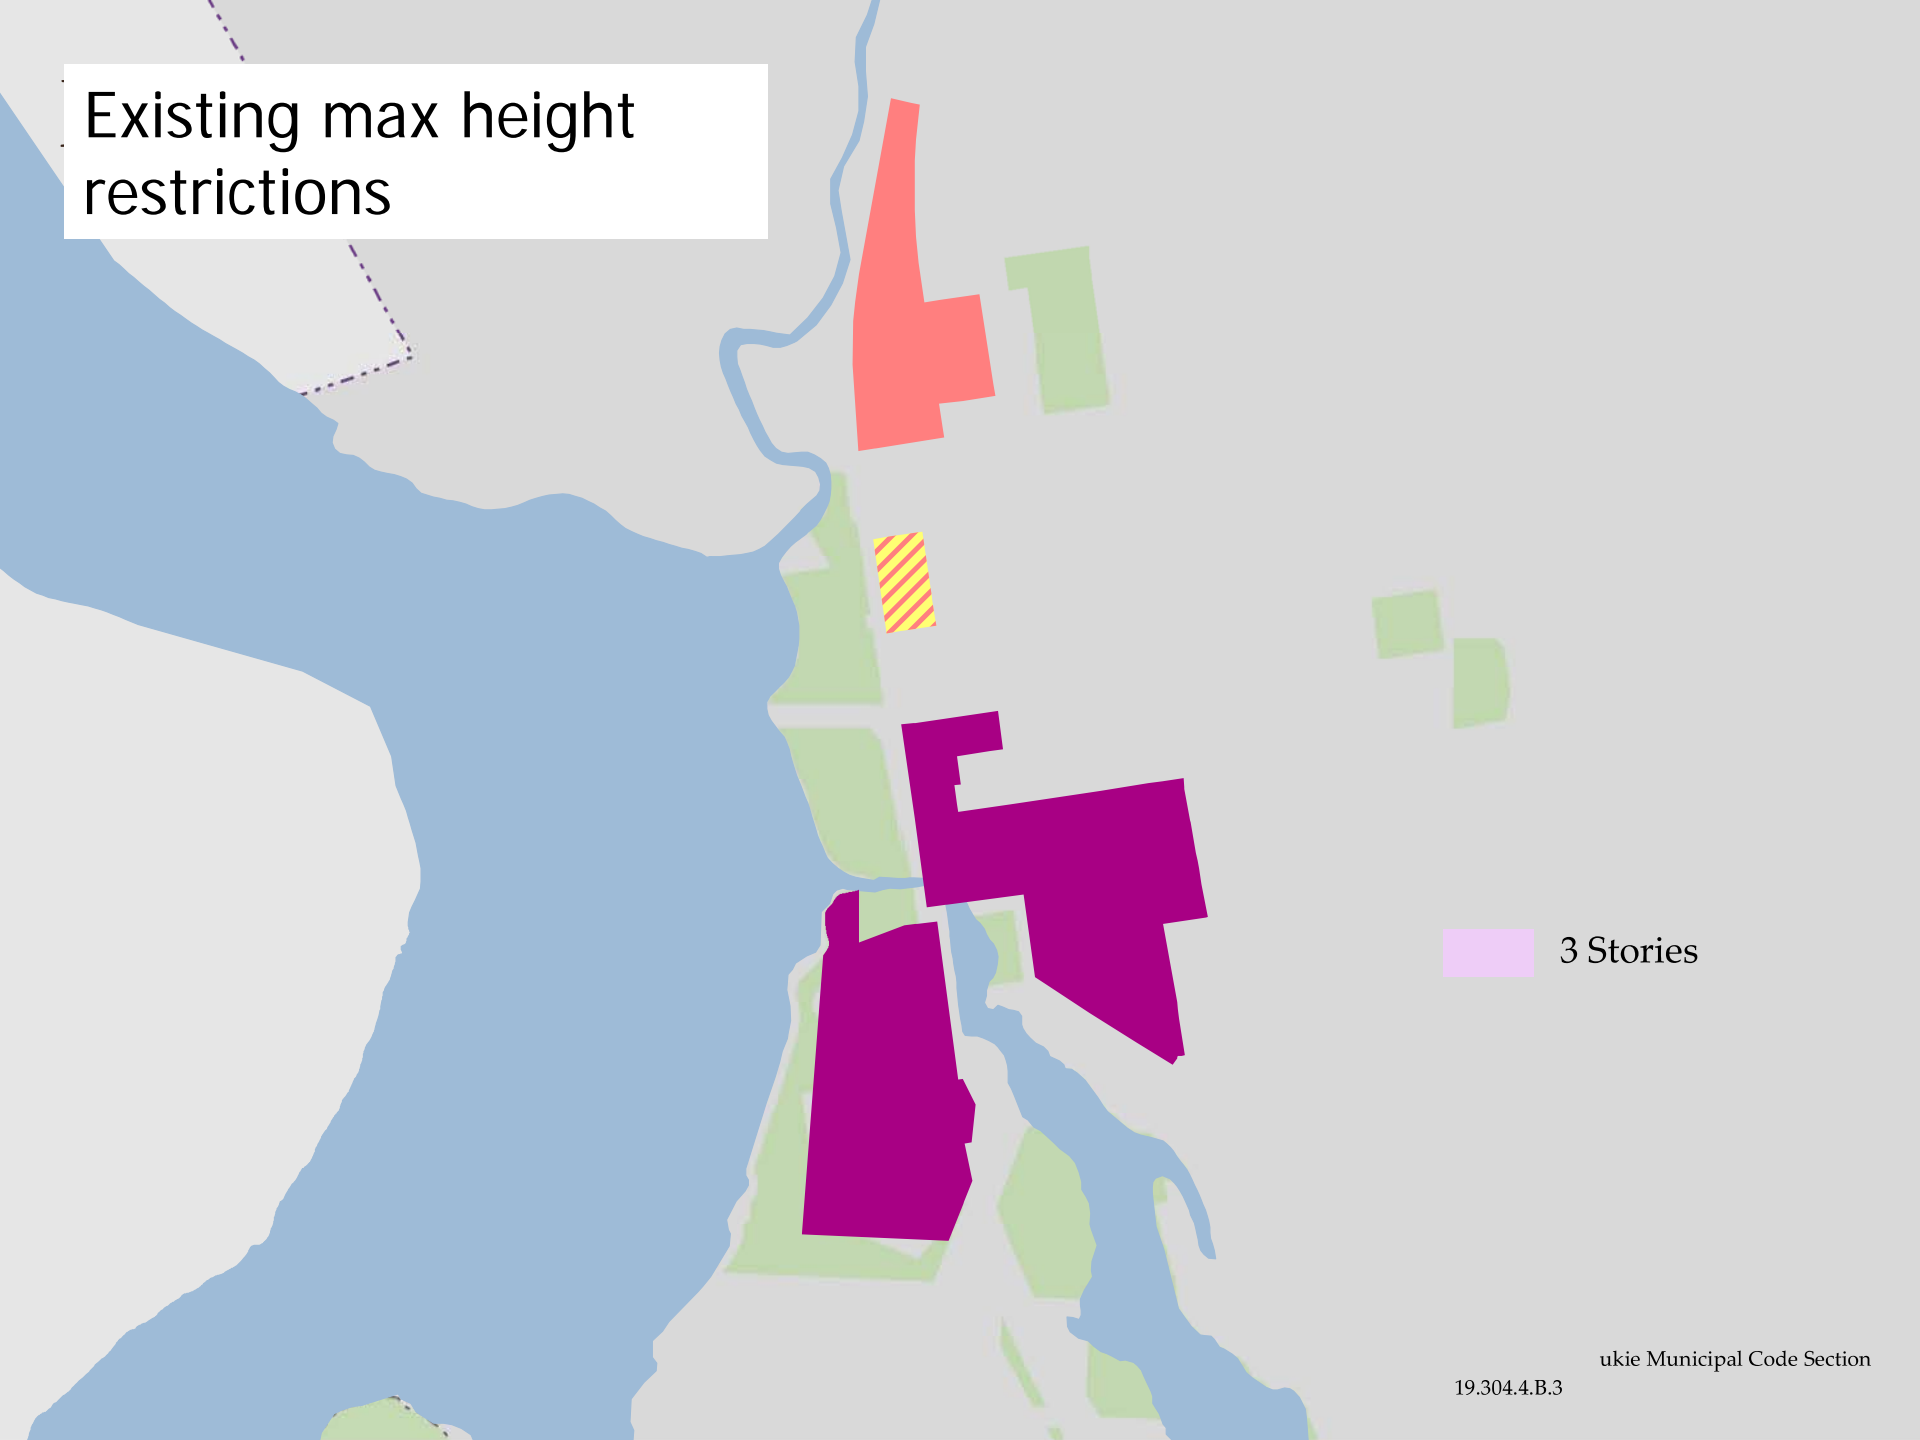 Existing max height
restrictions
3 Stories
ukie Municipal Code Section
19.304.4.B.3